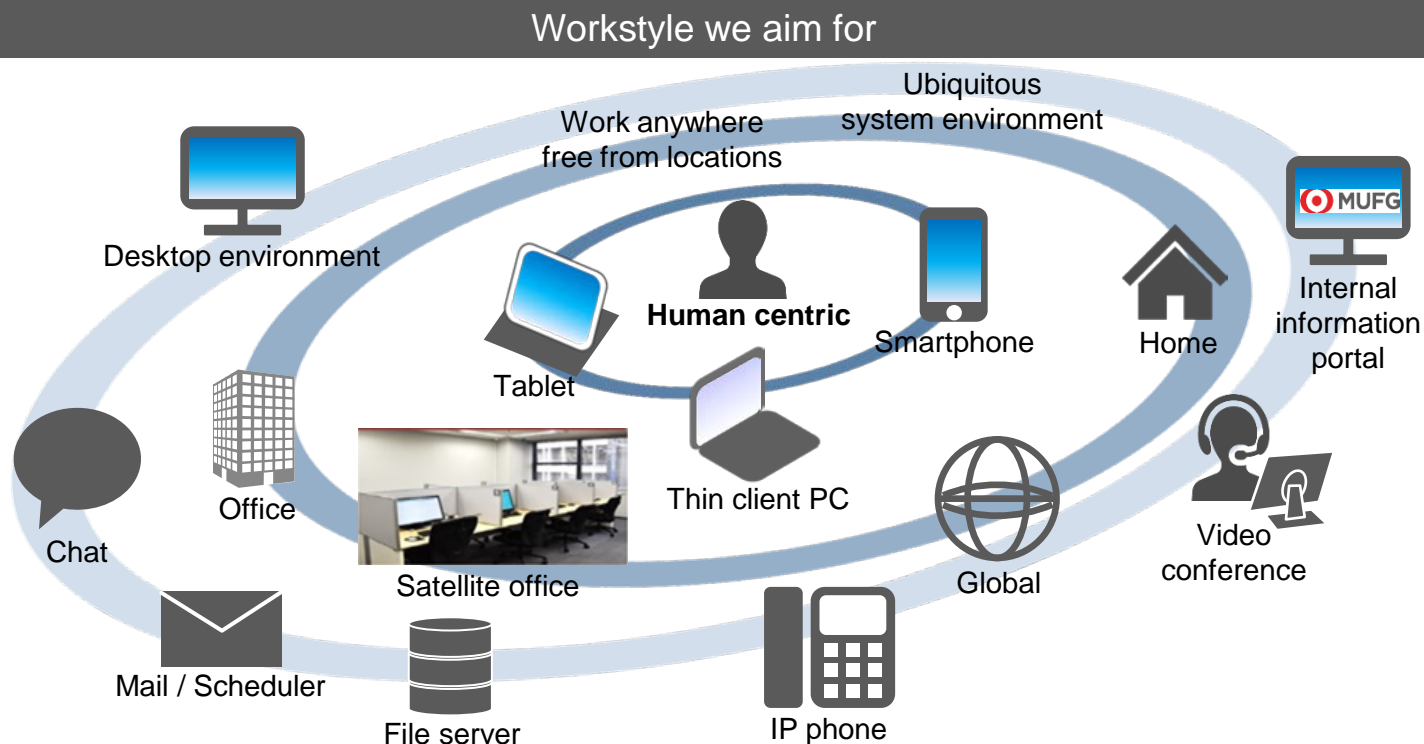 Workstyle we aim for
Ubiquitous
system environment
Work anywhere
free from locations
Desktop environment
MUFG
Internal
information
portal
Human centric
Smartphone
Home
Tablet
Thin client PC
Office
Satellite office
Global
Video
conference
Chat
Mail / Scheduler
File server
IP phone